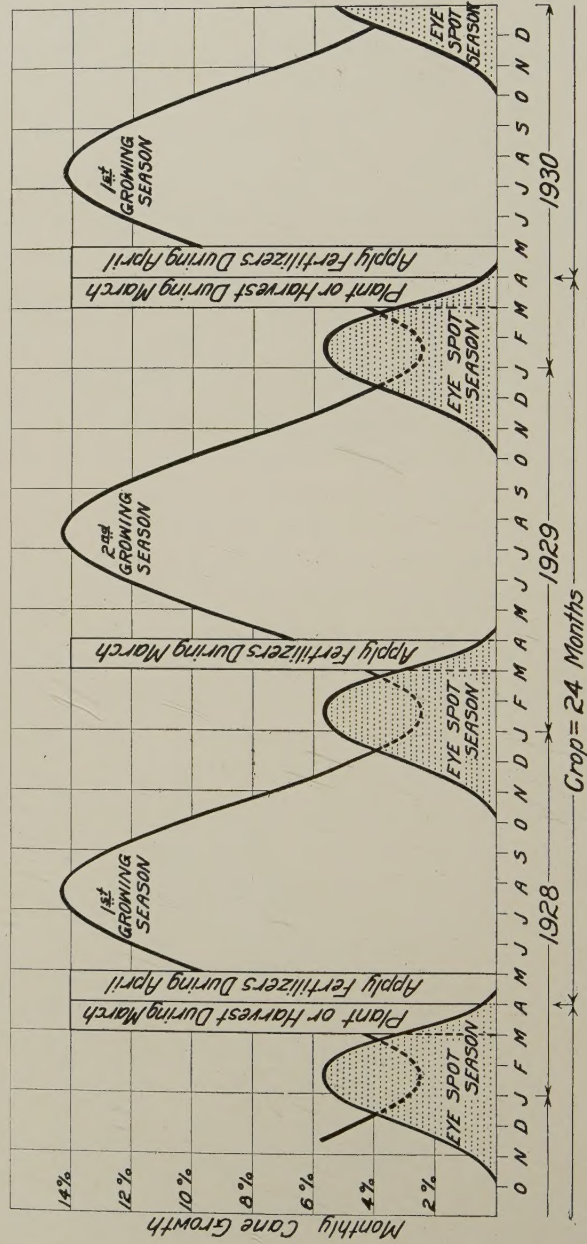 Monthly Cane Growth
14%
12%
10%
8%
6%
4%
2%
EYE SPOT
SEASON
Plant or Harvest During March
Apply Fertilizers During April
1st
GROWING
SEASON
EYE SPOT
SEASON
Apply Fertilizers During March
2nd
GROWING
SEASON
EYE SPOT
SEASON
Plant or Harvest During March
Apply Fertilizers During April
1st
GROWING
SEASON
EYE
SPOT
SEASON
O N D J F M A M J J A S O N D J F M A M J J A S O N D J F M A M J J A S O N D
1928 1929 1930
Crop = 24 Months